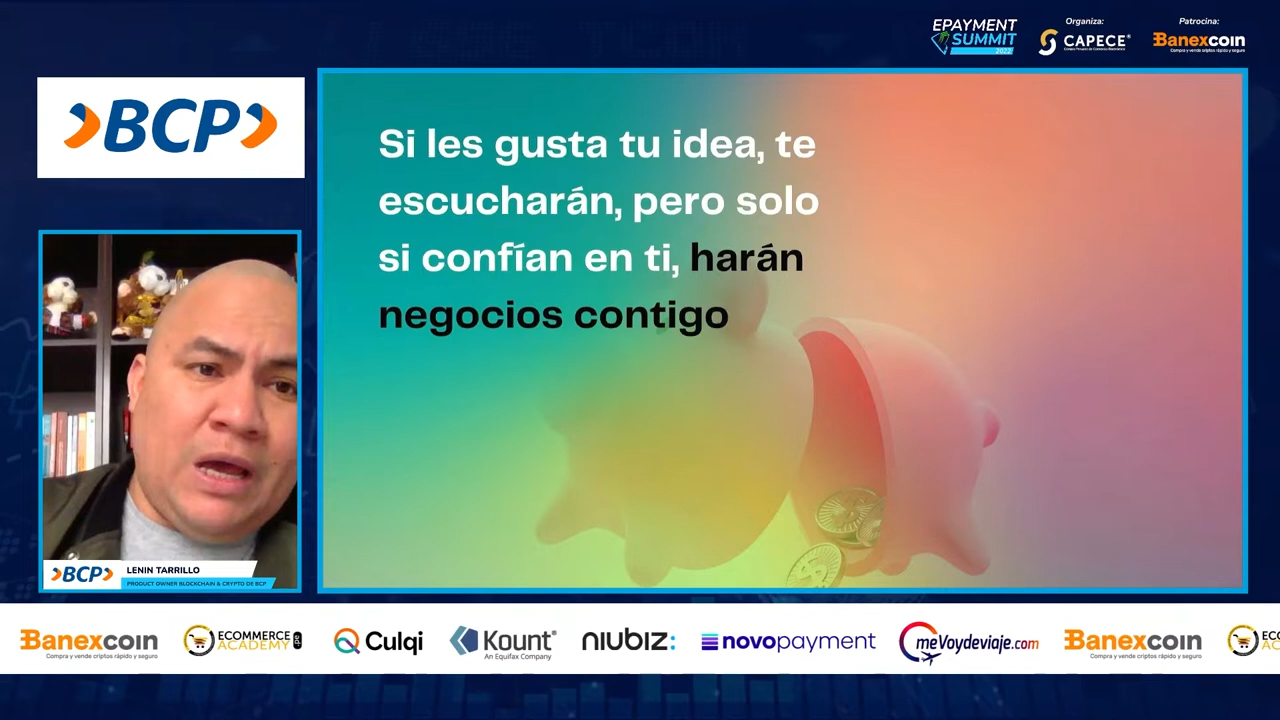 EPAYMENT
SUMMIT
2022
Organiza:
CAPECE
Patrocina:
Banexcoin
Compra y vende criptos rápido y seguro
BCP
Si les gusta tu idea, te
escucharán, pero solo
si confían en ti, harán
negocios contigo
BCP
LENIN TARRILLO
PRODUCT OWNER BLOCKCHAIN & CRYPTO DE BCP
Banexcoin
Compra y vende criptos rápido y seguro
ECOMMERCE
ACADEMY
.pe
Culqi
Kount®
An Equifax Company
niubiz:
novopayment
meVoydeviaje.com
Banexcoin
Compra y vende criptos rápido y seguro
ECO
AC